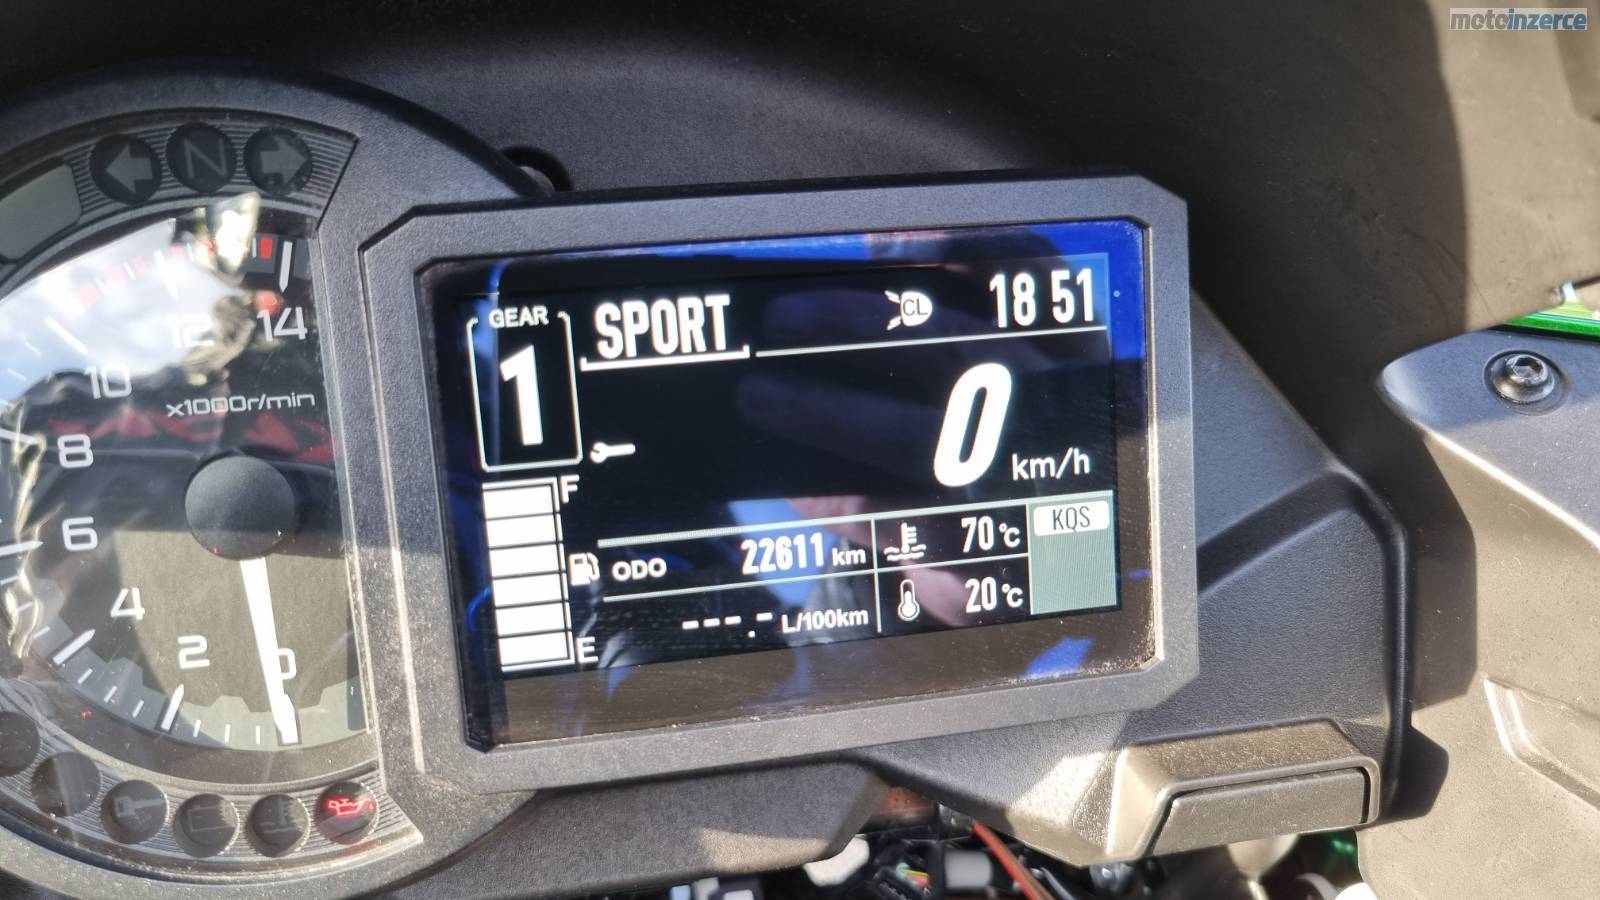 motoinzerce
N
GEAR
1
SPORT
CL
18 51
14
12
10
8
6
4
2
0
x1000r/min
0 km/h
F
E
ODO 22611 km
---.- L/100km
70°C
20°C
KQS